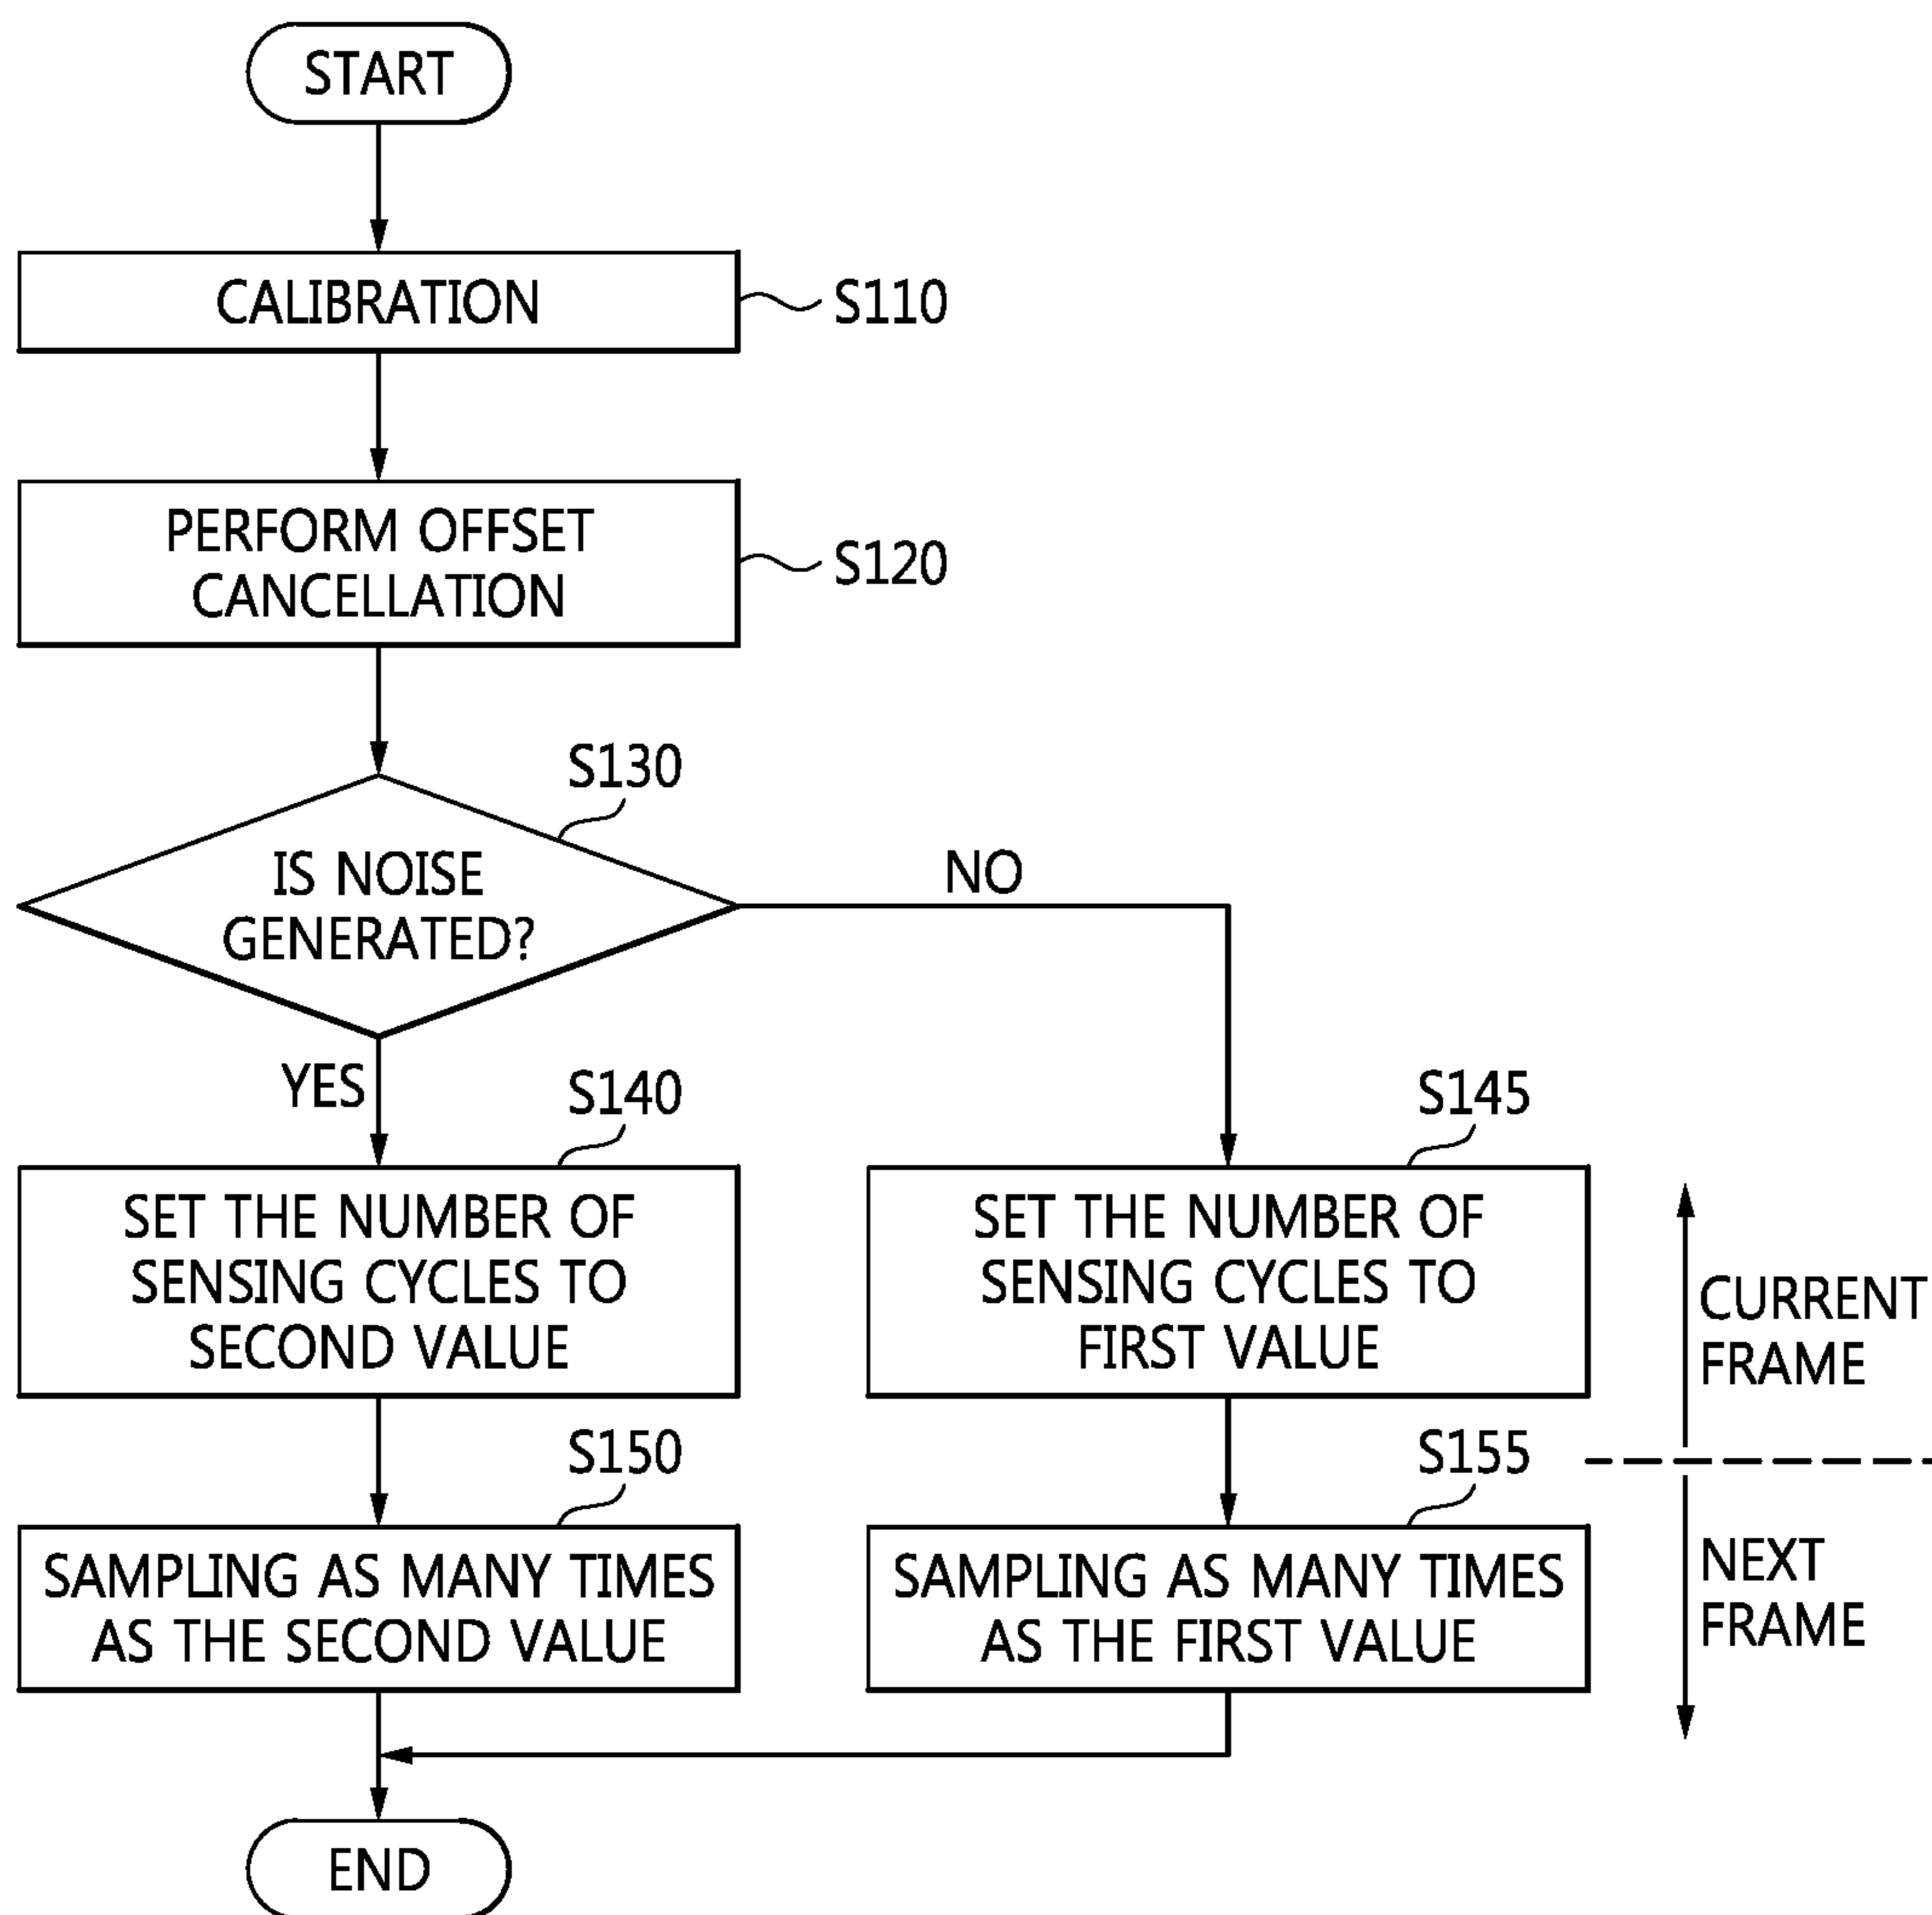 START
CALIBRATION
S110
PERFORM OFFSET
CANCELLATION
S120
S130
IS NOISE
GENERATED?
NO
YES
S140
S145
SET THE NUMBER OF
SENSING CYCLES TO
SECOND VALUE
SET THE NUMBER OF
SENSING CYCLES TO
FIRST VALUE
CURRENT
FRAME
S150
S155
SAMPLING AS MANY TIMES
AS THE SECOND VALUE
SAMPLING AS MANY TIMES
AS THE FIRST VALUE
NEXT
FRAME
END